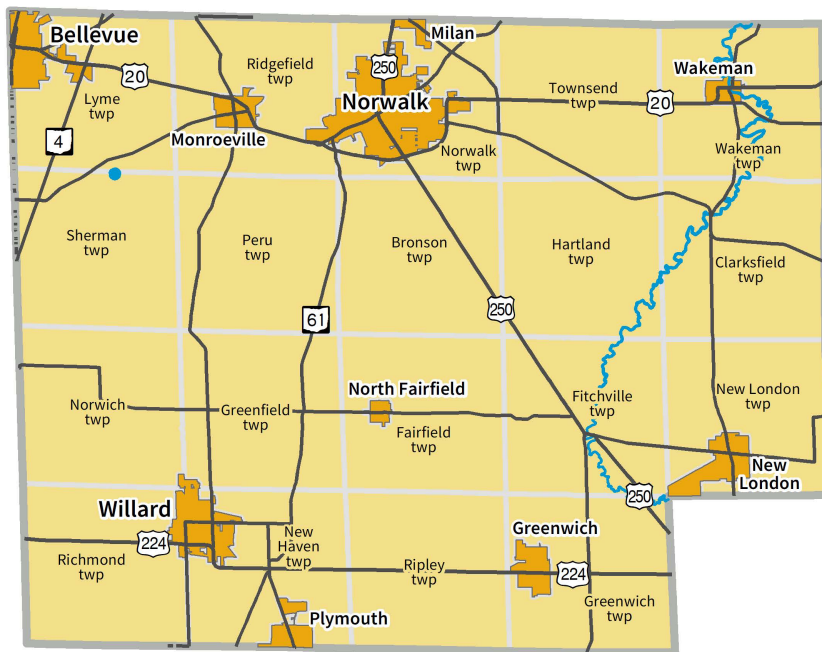 Bellevue
Milan
Ridgefield
twp
250
Wakeman
20
Lyme
twp
Norwalk
Townsend
twp
20
4
Monroeville
Norwalk
twp
Wakeman
twp
Sherman
twp
Peru
twp
Bronson
twp
Hartland
twp
Clarksfield
twp
250
61
North Fairfield
Fitchville
twp
New London
twp
Norwich
twp
Greenfield
twp
Fairfield
twp
New
London
250
Willard
Greenwich
224
New
Haven
twp
Richmond
twp
Ripley
twp
224
Greenwich
twp
Plymouth